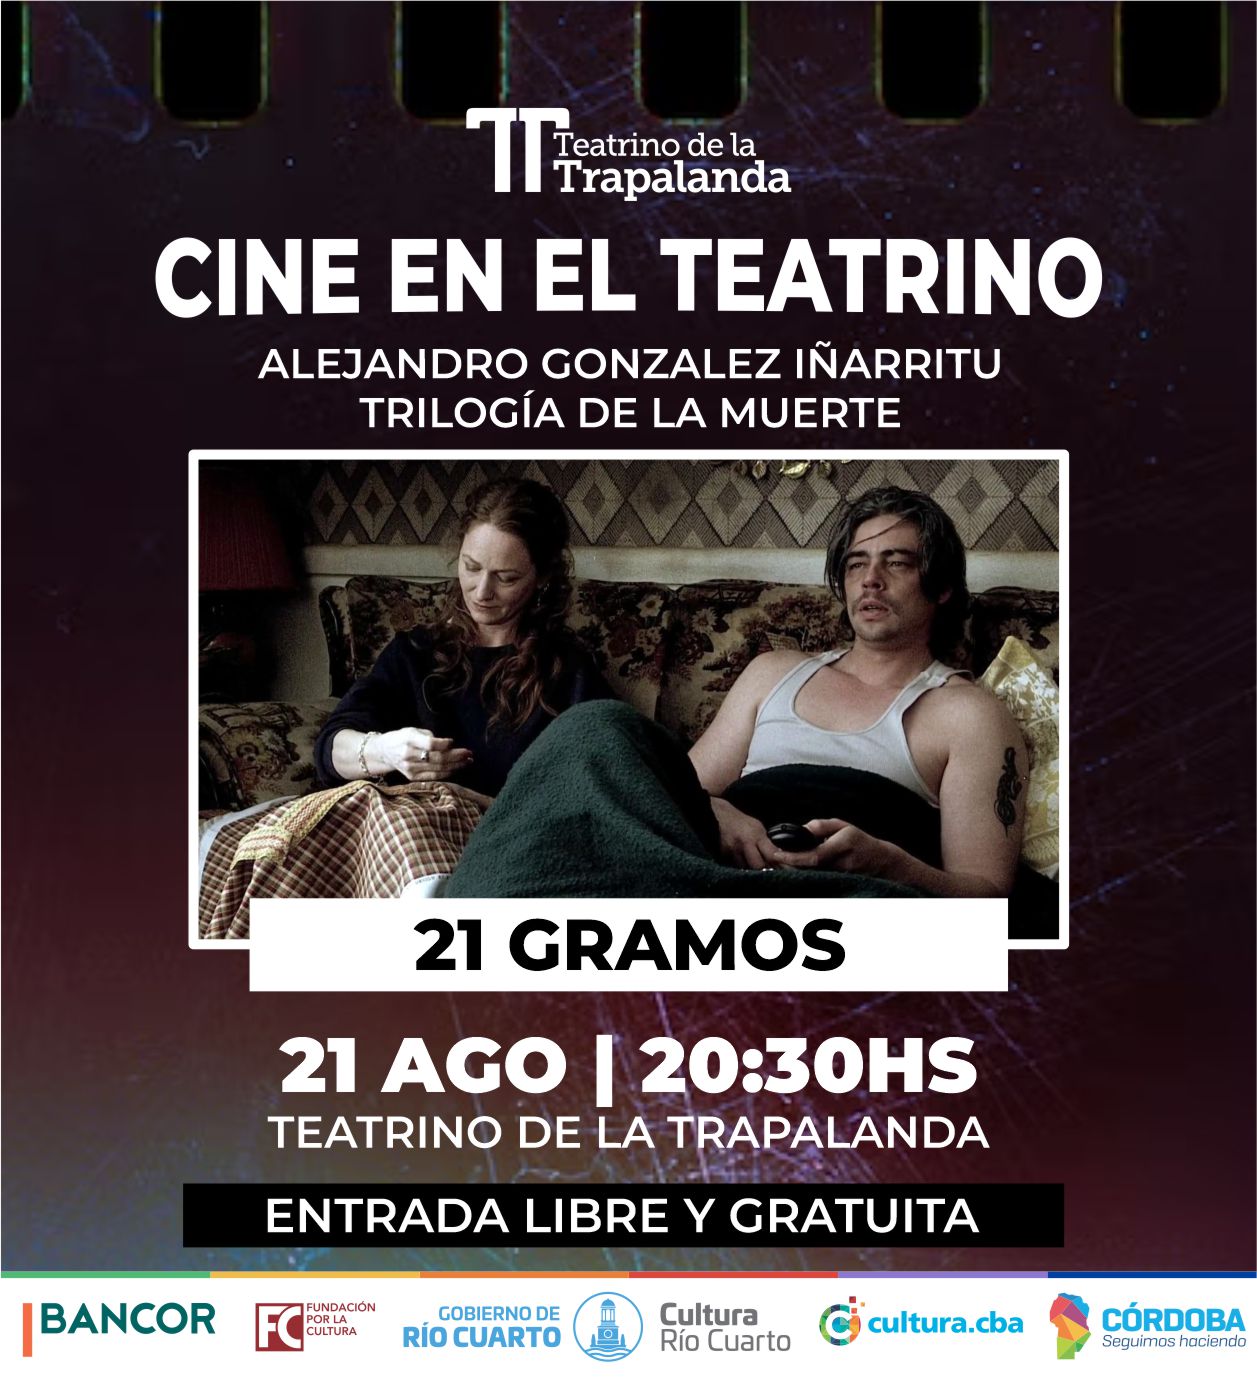 Teatrino de la
Trapalanda
CINE EN EL TEATRINO
ALEJANDRO GONZALEZ IÑARRITU
TRILOGÍA DE LA MUERTE
21 GRAMOS
21 AGO | 20:30HS
TEATRINO DE LA TRAPALANDA
ENTRADA LIBRE Y GRATUITA
BANCOR
FC
FUNDACIÓN
POR LA
CULTURA
GOBIERNO DE
RÍO CUARTO
Cultura
Río Cuarto
cultura.cba
CÓRDOBA
Seguimos haciendo